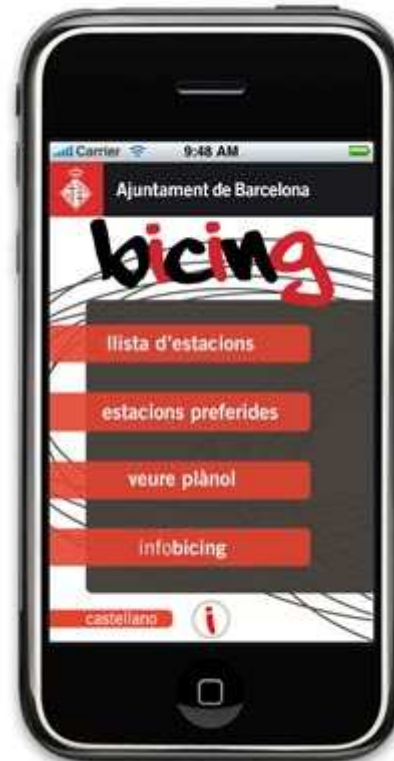 Carrier 9:48 AM
Ajuntament de Barcelona
bicing
llista d'estacions
estacions preferides
veure plànol
infobicing
castellano i